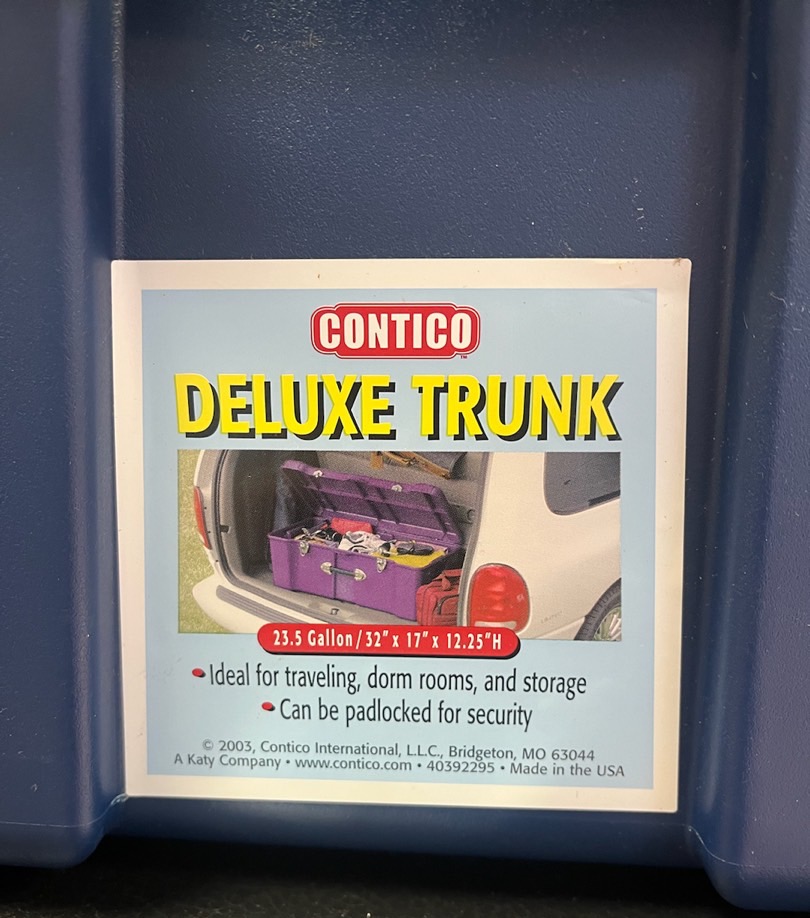 CONTICO™
DELUXE TRUNK
23.5 Gallon / 32" x 17" x 12.25"H
• Ideal for traveling, dorm rooms, and storage
• Can be padlocked for security
© 2003, Contico International, L.L.C., Bridgeton, MO 63044
A Katy Company • www.contico.com • 40392295 • Made in the USA